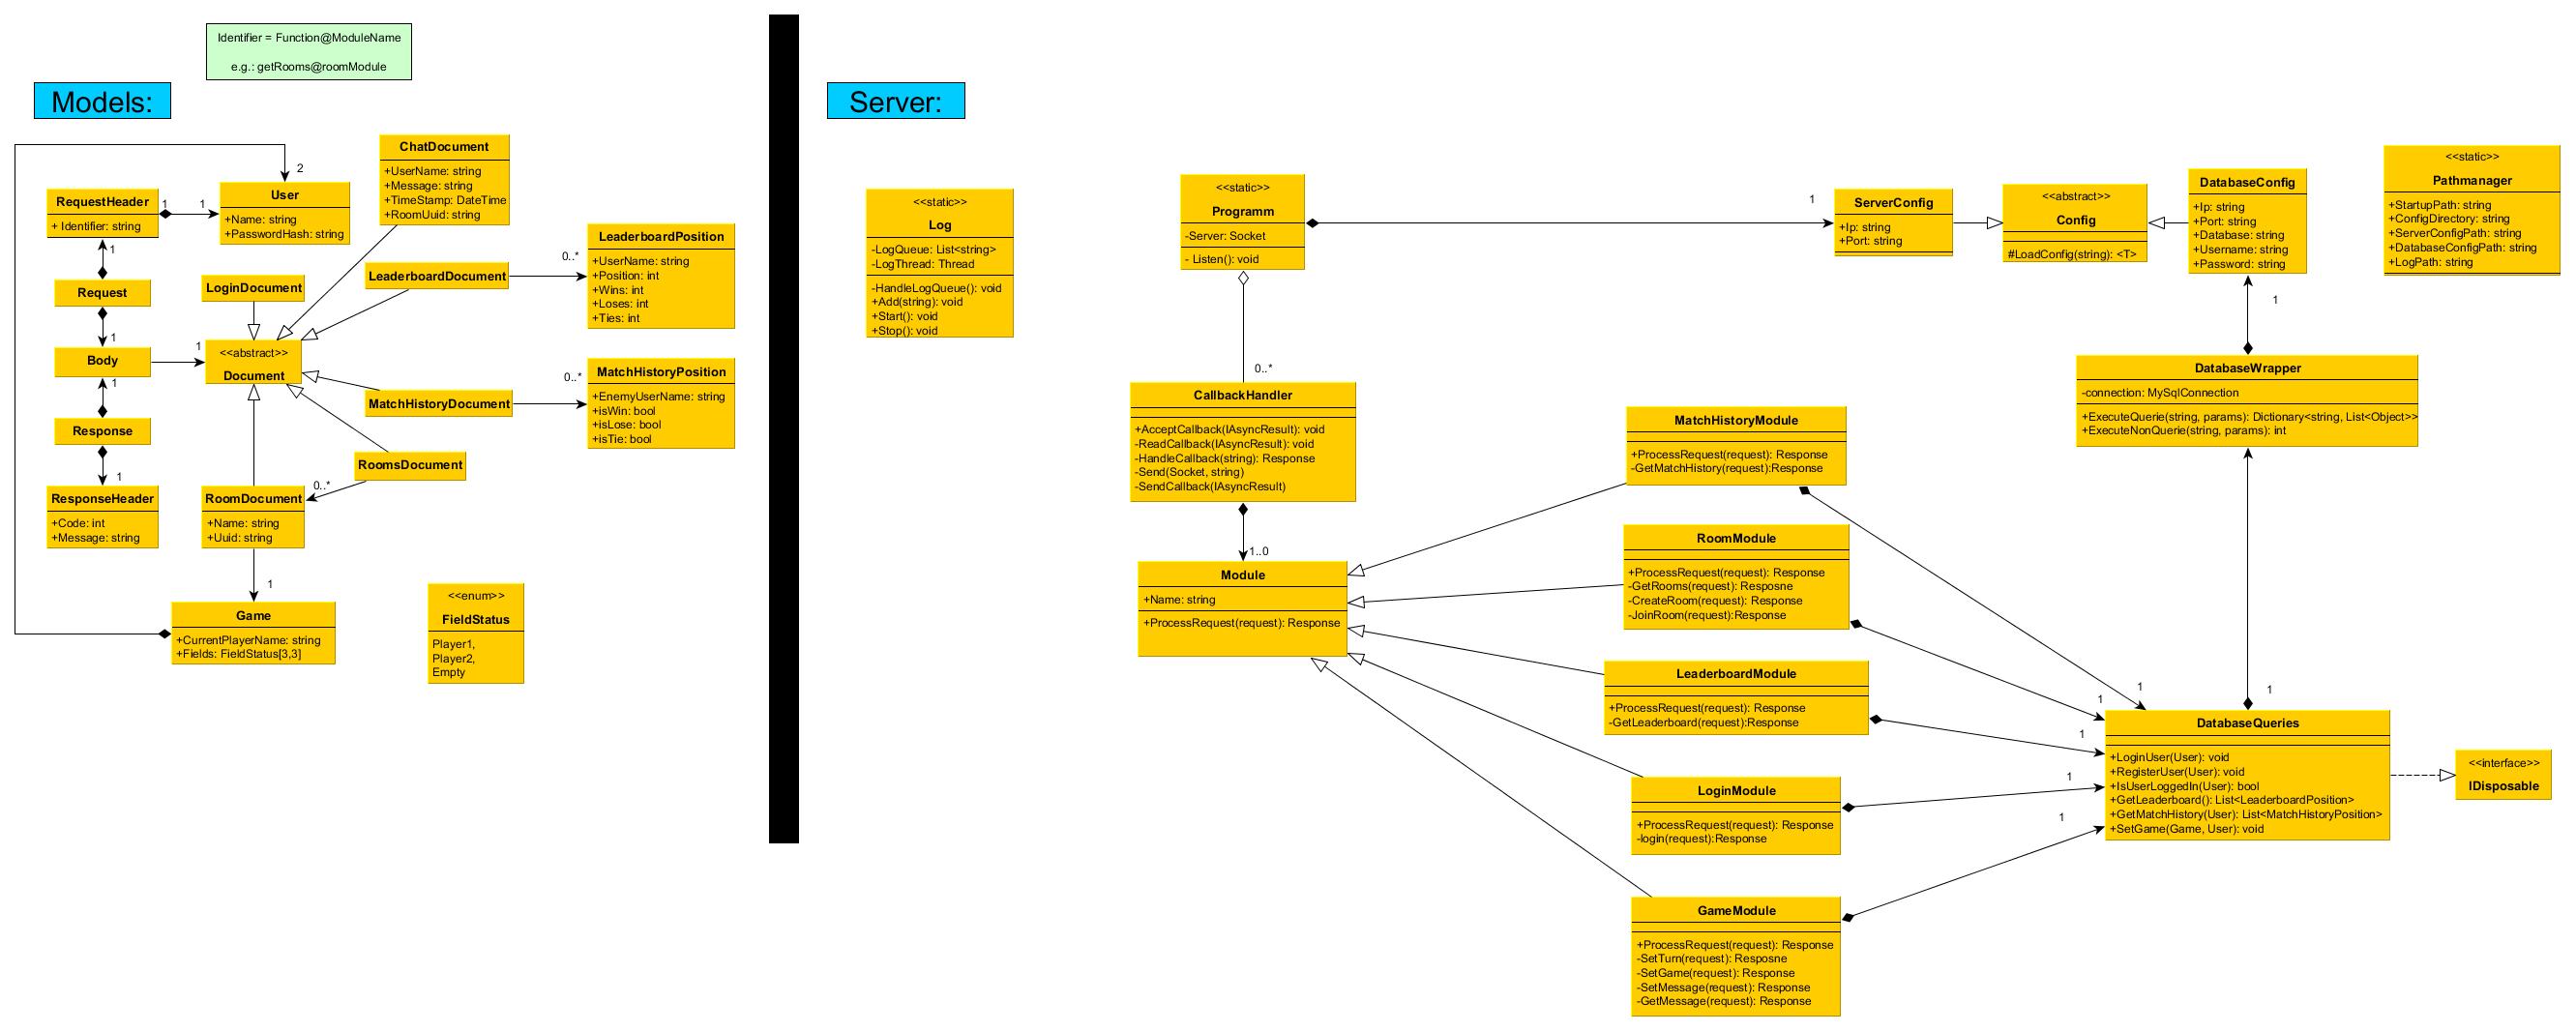 Identifier = Function@ModuleName
e.g.: getRooms@roomModule
Models:
ChatDocument
+UserName: string
+Message: string
+TimeStamp: DateTime
+RoomUuid: string
2
RequestHeader
+ Identifier: string
1
1
User
+Name: string
+PasswordHash: string
1
Request
1
Body
1
1
Response
1
ResponseHeader
+Code: int
+Message: string
LoginDocument
LeaderboardDocument
0..*
LeaderboardPosition
+UserName: string
+Position: int
+Wins: int
+Loses: int
+Ties: int
<<abstract>>
Document
MatchHistoryDocument
0..*
MatchHistoryPosition
+EnemyUserName: string
+isWin: bool
+isLose: bool
+isTie: bool
RoomsDocument
0..*
RoomDocument
+Name: string
+Uuid: string
1
Game
+CurrentPlayerName: string
+Fields: FieldStatus[3,3]
<<enum>>
FieldStatus
Player1,
Player2,
Empty
Server:
<<static>>
Log
-LogQueue: List<string>
-LogThread: Thread
-HandleLogQueue(): void
+Add(string): void
+Start(): void
+Stop(): void
<<static>>
Programm
-Server: Socket
- Listen(): void
1
ServerConfig
+Ip: string
+Port: string
<<abstract>>
Config
#LoadConfig(string): <T>
DatabaseConfig
+Ip: string
+Port: string
+Database: string
+Username: string
+Password: string
<<static>>
Pathmanager
+StartupPath: string
+ConfigDirectory: string
+ServerConfigPath: string
+DatabaseConfigPath: string
+LogPath: string
1
0..*
CallbackHandler
+AcceptCallback(IAsyncResult): void
-ReadCallback(IAsyncResult): void
-HandleCallback(string): Response
-Send(Socket, string)
-SendCallback(IAsyncResult)
1..0
DatabaseWrapper
-connection: MySqlConnection
+ExecuteQuerie(string, params): Dictionary<string, List<Object>>
+ExecuteNonQuerie(string, params): int
MatchHistoryModule
+ProcessRequest(request): Response
-GetMatchHistory(request):Response
Module
+Name: string
+ProcessRequest(request): Response
RoomModule
+ProcessRequest(request): Response
-GetRooms(request): Resposne
-CreateRoom(request): Response
-JoinRoom(request):Response
LeaderboardModule
+ProcessRequest(request): Response
-GetLeaderboard(request):Response
LoginModule
+ProcessRequest(request): Response
-login(request):Response
GameModule
+ProcessRequest(request): Response
-SetTurn(request): Resposne
-SetGame(request): Response
-SetMessage(request): Response
-GetMessage(request): Response
1
1
1
1
1
1
DatabaseQueries
+LoginUser(User): void
+RegisterUser(User): void
+IsUserLoggedIn(User): bool
+GetLeaderboard(): List<LeaderboardPosition>
+GetMatchHistory(User): List<MatchHistoryPosition>
+SetGame(Game, User): void
<<interface>>
IDisposable